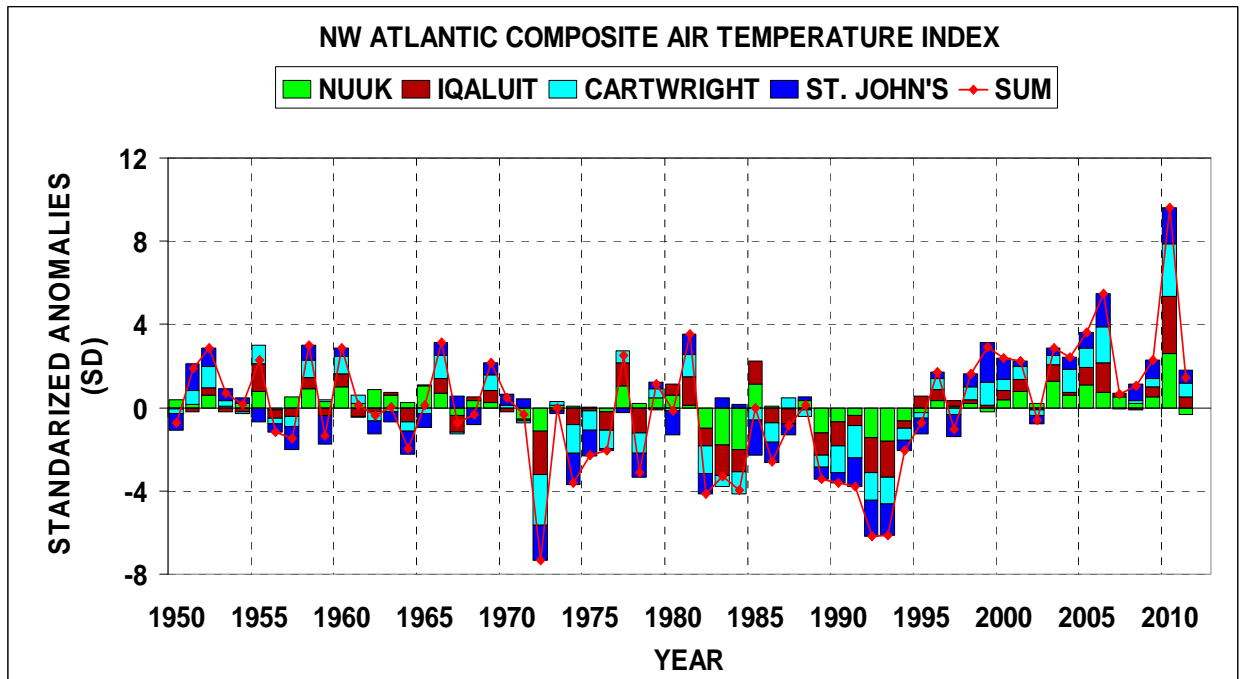 NW ATLANTIC COMPOSITE AIR TEMPERATURE INDEX
NUUK IQALUIT CARTWRIGHT ST. JOHN'S SUM
STANDARIZED ANOMALIES
(SD)
12
8
4
0
-4
-8
1950 1955 1960 1965 1970 1975 1980 1985 1990 1995 2000 2005 2010
YEAR